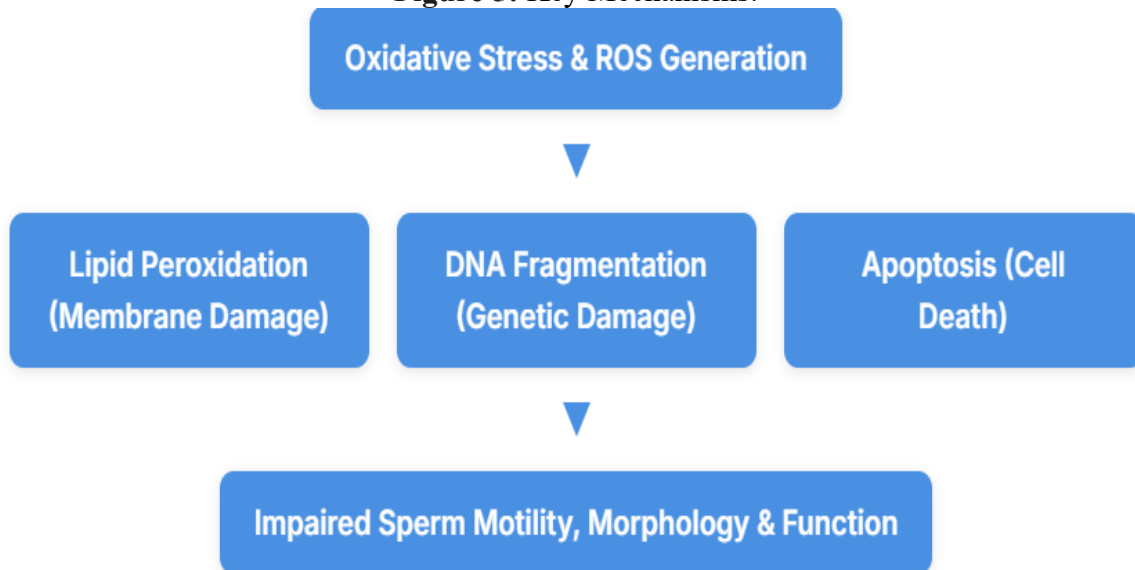 Oxidative Stress & ROS Generation
Lipid Peroxidation
(Membrane Damage)
DNA Fragmentation
(Genetic Damage)
Apoptosis (Cell
Death)
Impaired Sperm Motility, Morphology & Function